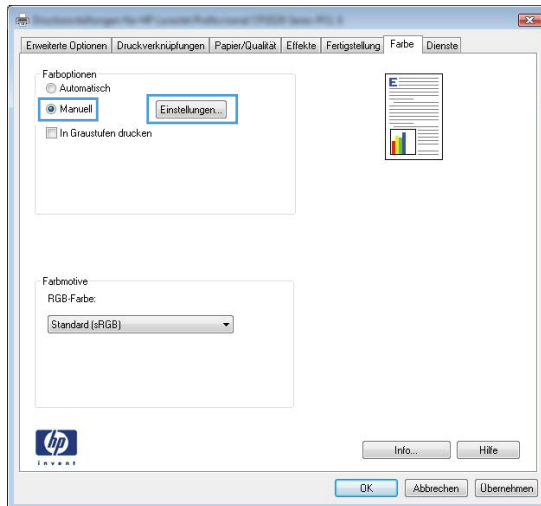 Erweiterte Optionen Druckverknüpfungen Papier/Qualität Effekte Fertigstellung Farbe Dienste
Farboptionen
Automatisch
Manuell Einstellungen...
In Graustufen drucken
E
Farbmotive
RGB-Farbe:
Standard (sRGB)
hp
invent
Info... Hilfe
OK Abbrechen Übernehmen